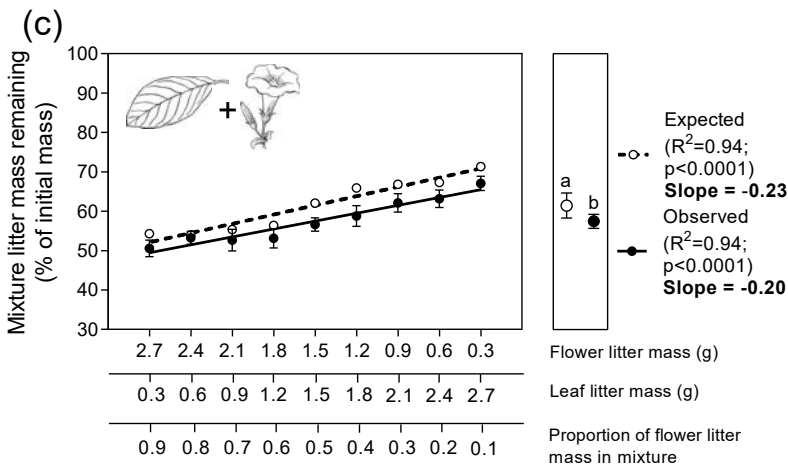 (c)
Mixture litter mass remaining
(% of initial mass)
100
90
80
70
60
50
40
30
+
a
b
Expected
(R²=0.94;
p<0.0001)
Slope = -0.23
Observed
(R²=0.94;
p<0.0001)
Slope = -0.20
2.7 2.4 2.1 1.8 1.5 1.2 0.9 0.6 0.3 Flower litter mass (g)
0.3 0.6 0.9 1.2 1.5 1.8 2.1 2.4 2.7 Leaf litter mass (g)
0.9 0.8 0.7 0.6 0.5 0.4 0.3 0.2 0.1 Proportion of flower litter
mass in mixture